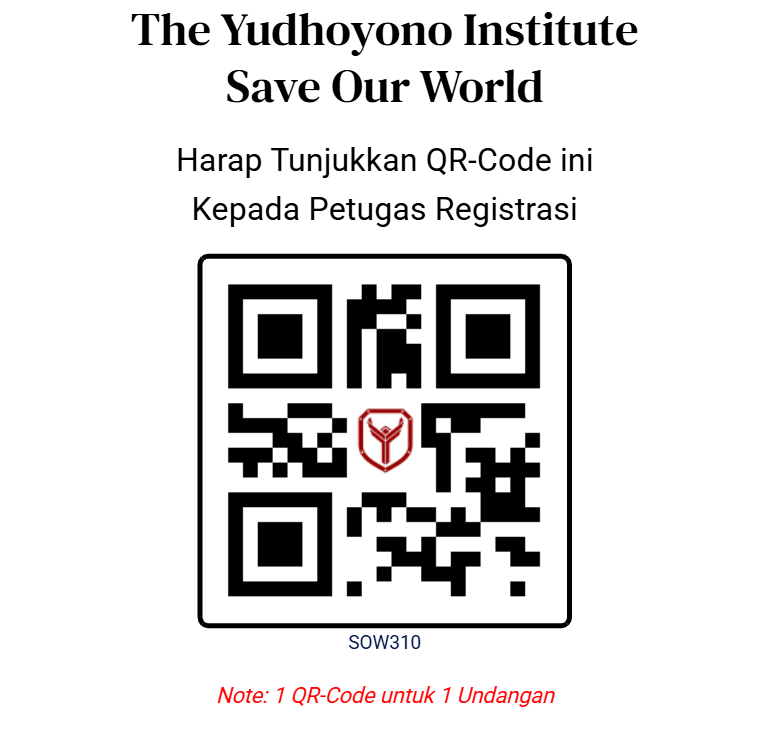 The Yudhoyono Institute
Save Our World
Harap Tunjukkan QR-Code ini
Kepada Petugas Registrasi
SOW310
Note: 1 QR-Code untuk 1 Undangan